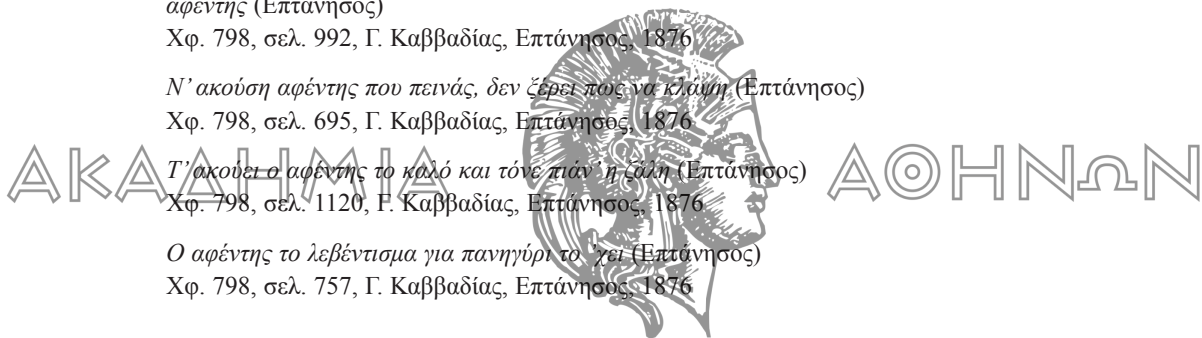 αφέντης (Επτάνησος)
Χφ. 798, σελ. 992, Γ. Καββαδίας, Επτάνησος, 1876
Ν’ ακούση αφέντης που πεινάς, δεν ξέρει πως να κλάψη (Επτάνησος)
Χφ. 798, σελ. 695, Γ. Καββαδίας, Επτάνησος, 1876
Τ’ ακούει ο αφέντης το καλό και τόνε πιάν’ η ζάλη (Επτάνησος)
ΑΚΑΔΗΜΙΑ ΑΘΗΝΩΝ
Χφ. 798, σελ. 1120, Γ. Καββαδίας, Επτάνησος, 1876
Ο αφέντης το λεβέντισμα για πανηγύρι το ’χει (Επτάνησος)
Χφ. 798, σελ. 757, Γ. Καββαδίας, Επτάνησος, 1876